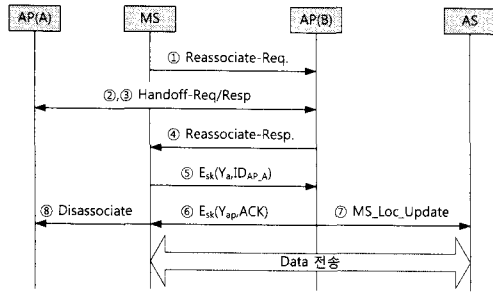 AP(A) MS AP(B) AS
① Reassociate-Req.
②,③ Handoff-Req/Resp
④ Reassociate-Resp.
⑤ Esk(Ya,IDAP_A)
⑧ Disassociate ⑥ Esk(Yap,ACK) ⑦ MS_Loc_Update
Data 전송